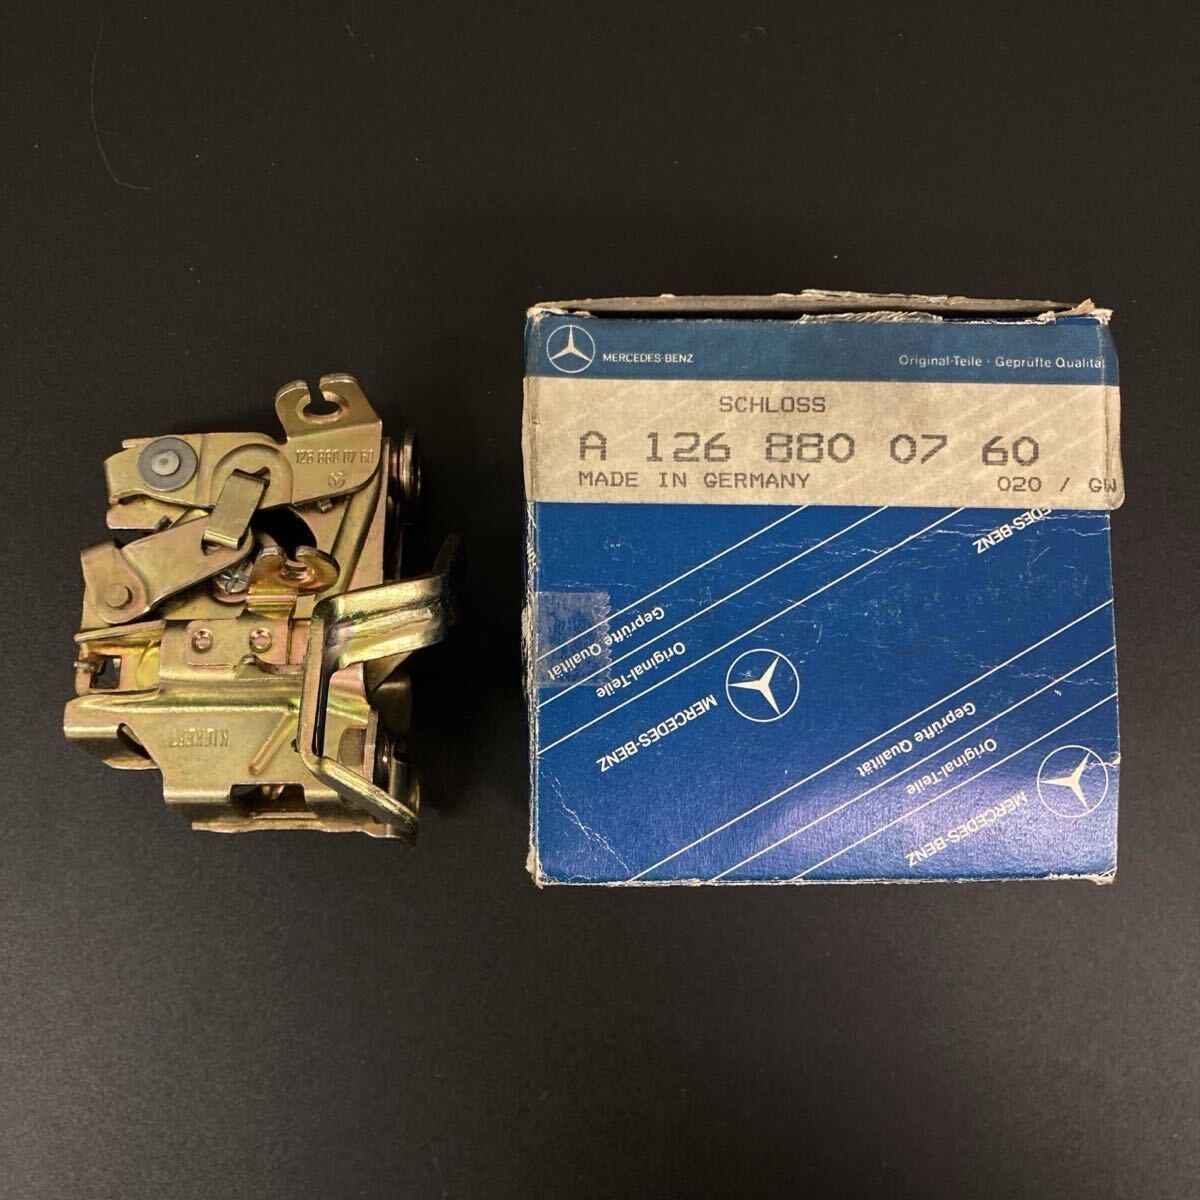 MERCEDES-BENZ
Original-Teile · Geprüfte Qualität
SCHLOSS
A 126 880 07 60
MADE IN GERMANY
020 / GW
126 880 07 60
KIEKERT
MERCEDES-BENZ
Geprüfte Qualität
Original-Teile
MERCEDES-BENZ
Geprüfte Qualität
Original-Teile
MERCEDES-BENZ